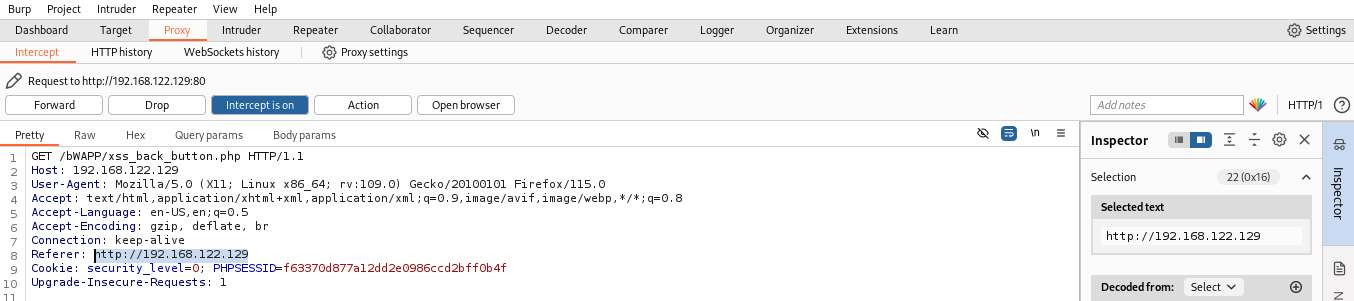 Burp Project Intruder Repeater View Help
Dashboard Target Proxy Intruder Repeater Collaborator Sequencer Decoder Comparer Logger Organizer Extensions Learn Settings
Intercept HTTP history WebSockets history Proxy settings
Request to http://192.168.122.129:80
Forward Drop Intercept is on Action Open browser Add notes HTTP/1 ?
Pretty Raw Hex Query params Body params \n Inspector
1 GET /bWAPP/xss_back_button.php HTTP/1.1
2 Host: 192.168.122.129
3 User-Agent: Mozilla/5.0 (X11; Linux x86_64; rv:109.0) Gecko/20100101 Firefox/115.0
4 Accept: text/html,application/xhtml+xml,application/xml;q=0.9,image/avif,image/webp,*/*;q=0.8
5 Accept-Language: en-US,en;q=0.5
6 Accept-Encoding: gzip, deflate, br
7 Connection: keep-alive
8 Referer: http://192.168.122.129
9 Cookie: security_level=0; PHPSESSID=f63370d877a12dd2e0986ccd2bff0b4f
10 Upgrade-Insecure-Requests: 1
11
Selection 22 (0x16)
Selected text
http://192.168.122.129
Decoded from: Select
Inspector